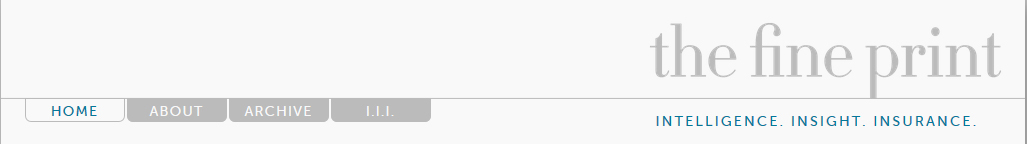 the fine print
HOME ABOUT ARCHIVE I.I.I.
INTELLIGENCE. INSIGHT. INSURANCE.